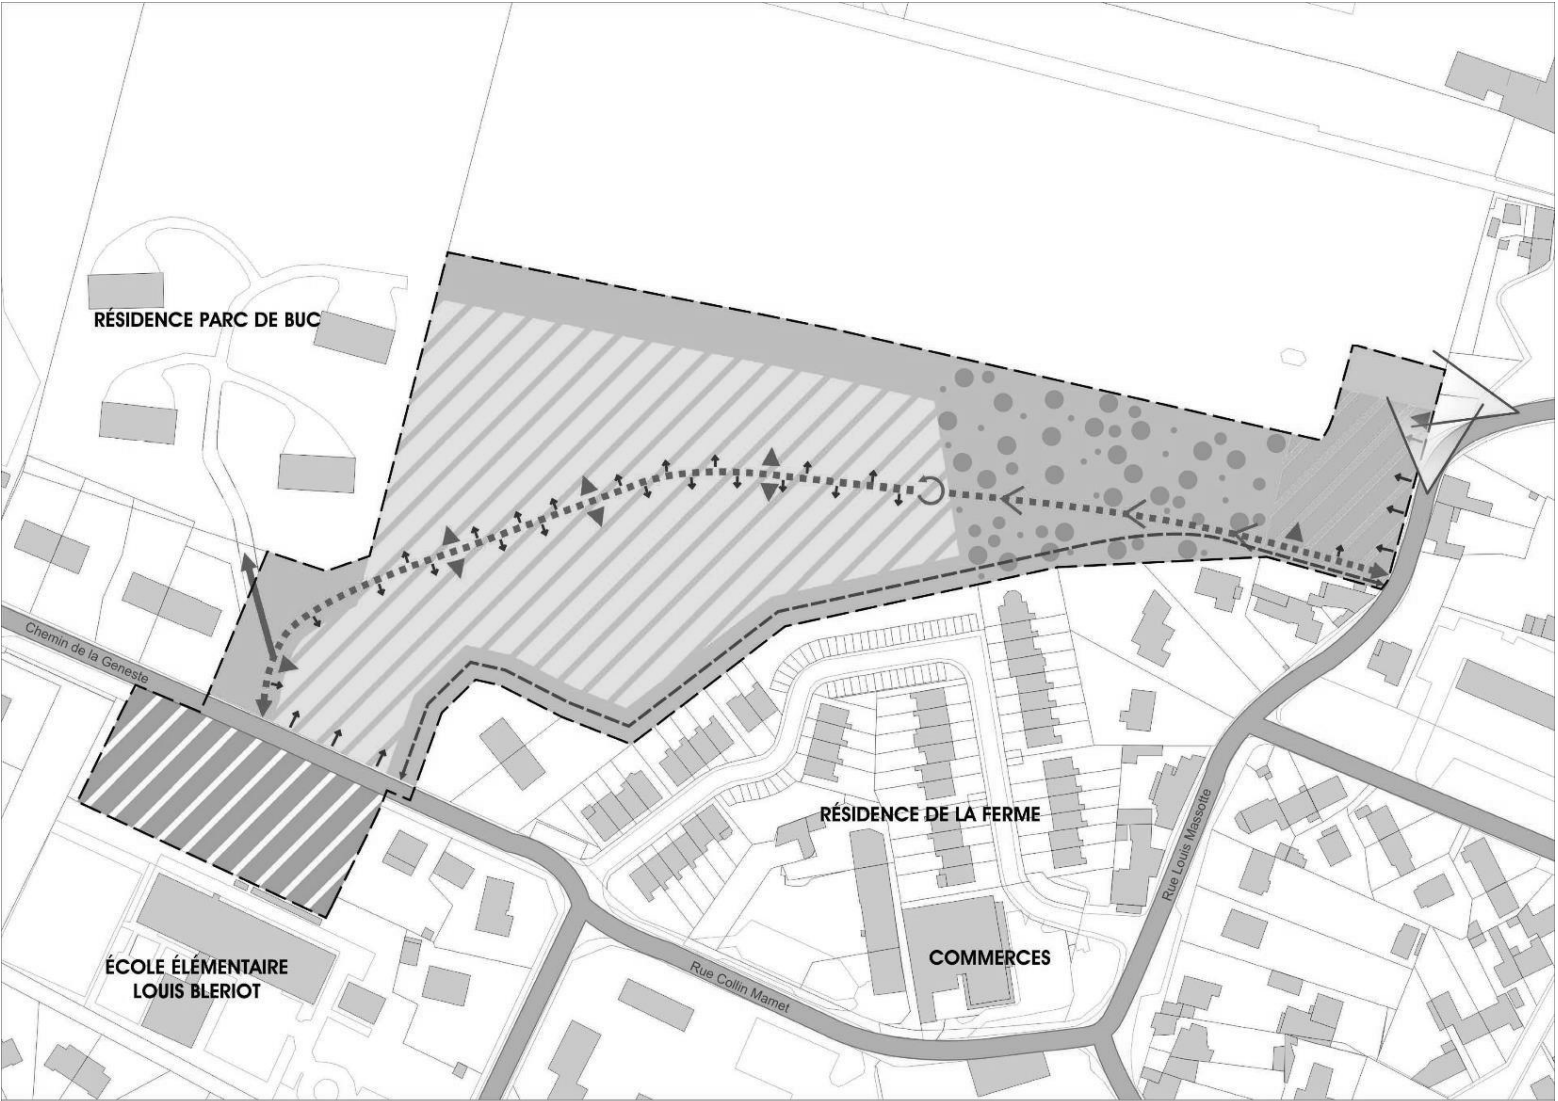 RÉSIDENCE PARC DE BUC
Chemin de la Geneste
RÉSIDENCE DE LA FERME
Rue Louis Massotte
COMMERCES
ÉCOLE ÉLÉMENTAIRE
LOUIS BLERIOT
Rue Collin Mamet